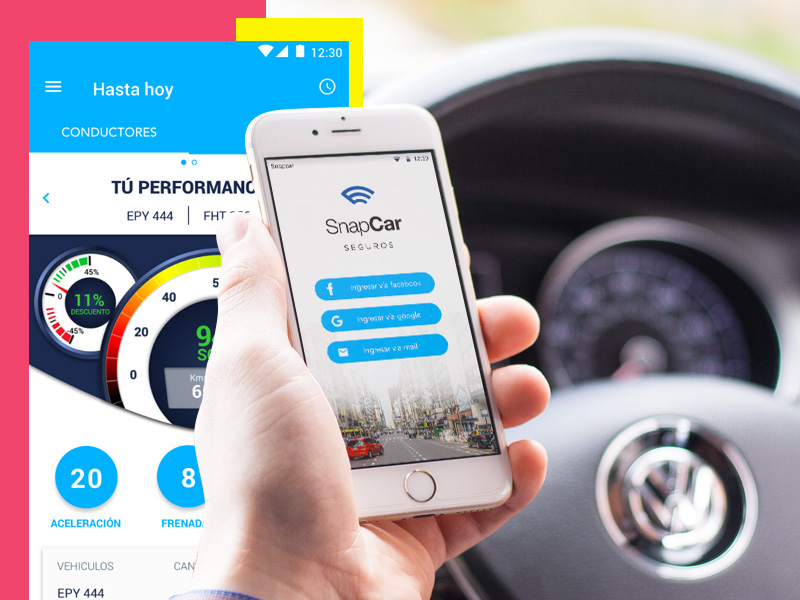 12:30
Hasta hoy
CONDUCTORES
TÚ PERFORMANC
EPY 444 FHT
45%
0
11%
DESCUENTO
-45%
0
20
40
5
9
Km
6
20
8
ACELERACIÓN
FRENAD
VEHICULOS
CAN
EPY 444
Snapcar
12:30
SnapCar
SEGUROS
Ingresar vía facebook
Ingresar vía google
Ingresar vía mail